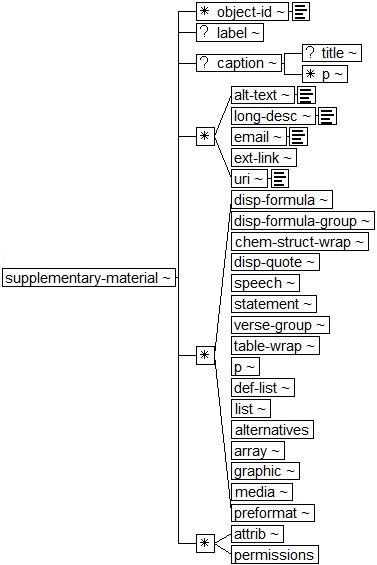 * object-id ~
? label ~
? caption ~
? title ~
* p ~
alt-text ~
long-desc ~
* email ~
ext-link ~
uri ~
disp-formula ~
disp-formula-group ~
chem-struct-wrap ~
disp-quote ~
supplementary-material ~
speech ~
statement ~
verse-group ~
* table-wrap ~
p ~
def-list ~
list ~
alternatives
array ~
graphic ~
media ~
preformat ~
* attrib ~
permissions